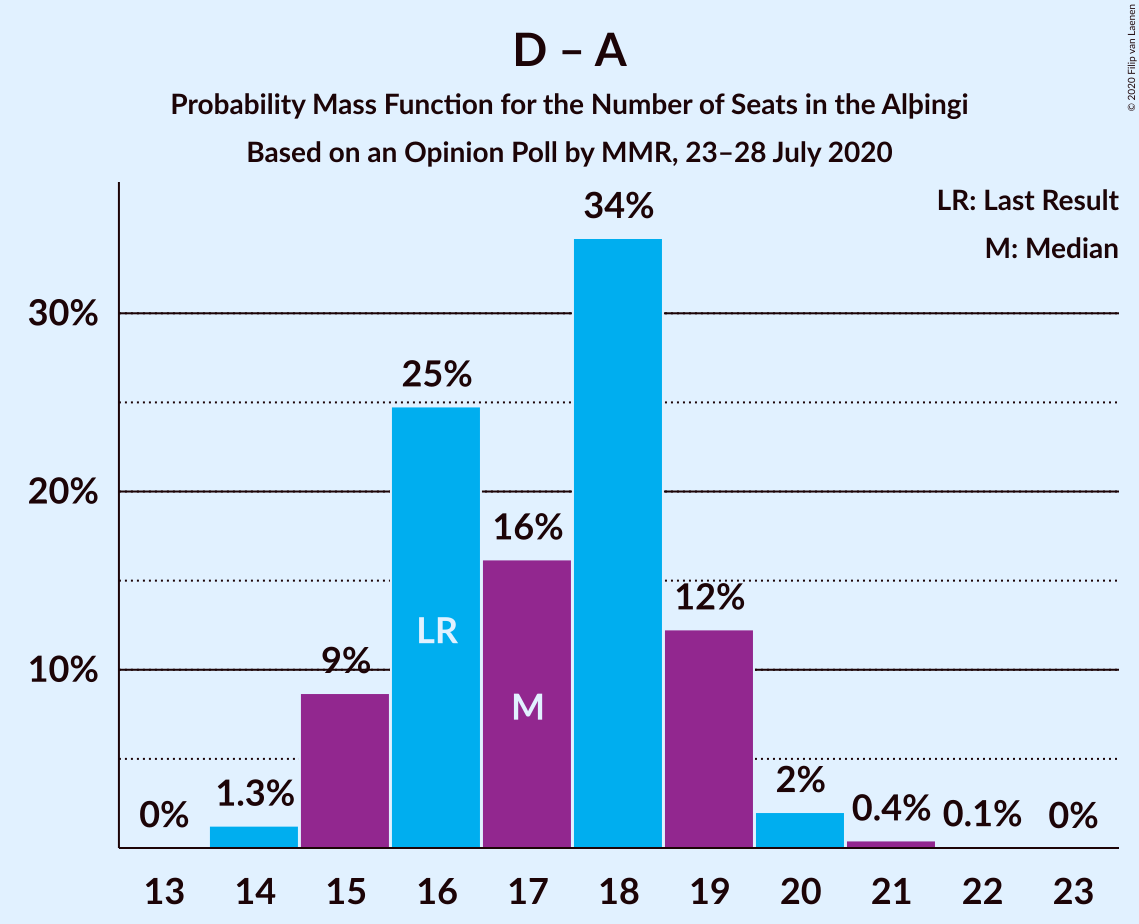 D – A
Probability Mass Function for the Number of Seats in the Alþingi
Based on an Opinion Poll by MMR, 23–28 July 2020
© 2020 Filip van Laenen
LR: Last Result
M: Median
34%
30%
25%
20%
16%
12%
LR
9%
10%
M
2%
1.3%
0.4%
0.1%
0%
0%
13 14 15 16 17 18 19 20 21 22 23